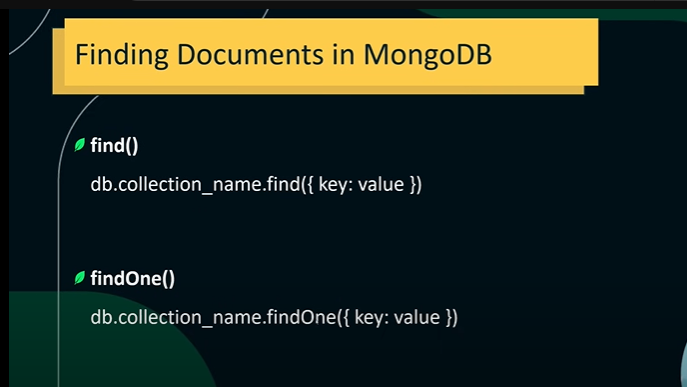 Finding Documents in MongoDB
find()
db.collection_name.find({ key: value })
findOne()
db.collection_name.findOne({ key: value })